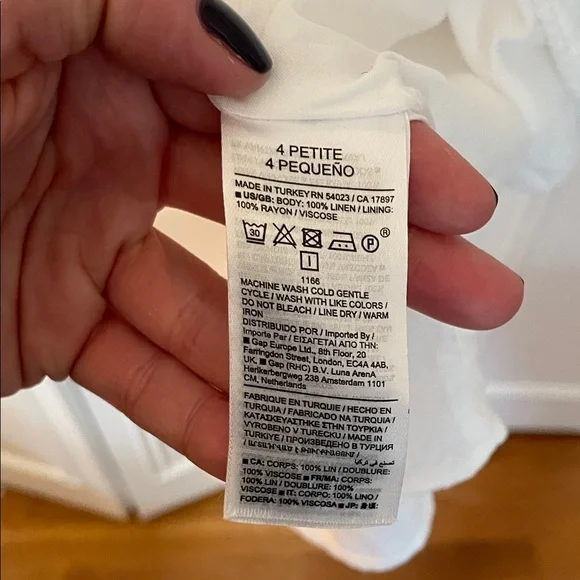 4 PETITE
4 PEQUEÑO
MADE IN TURKEY RN 54023 / CA 17897
■ US/GB: BODY: 100% LINEN / LINING:
100% RAYON / VISCOSE
30 P ®
I
1166
MACHINE WASH COLD GENTLE
CYCLE / WASH WITH LIKE COLORS /
DO NOT BLEACH / LINE DRY / WARM
IRON
DISTRIBUIDO POR / Imported By /
Importe Par / ΕΙΣΑΓΕΤΑΙ ΑΠΟ ΤΗΝ:
■ Gap Europe Ltd., 8th Floor, 20
Farringdon Street, London, EC4A 4AB,
UK, ■ Gap (RHC) B.V. Luna ArenA
Herikerbergweg 238 Amsterdam 1101
CM, Netherlands
FABRIQUE EN TURQUIE / HECHO EN
TURQUIA / FABRICADO NA TURQUIA /
ΚΑΤΑΣΚΕΥΑΣΤΗΚΕ ΣΤΗΝ ΤΟΥΡΚΙΑ /
VYROBENO V TURECKU / MADE IN
TURKIYE / ПРОИЗВЕДЕНО В ТУРЦИЯ
■ CA: CORPS: 100% LIN / DOUBLURE:
100% VISCOSE ■ FR/MA: CORPS:
100% LIN / DOUBLURE: 100%
VISCOSE ■ IT: CORPO: 100% LINO /
FODERA: 100% VISCOSA ■ JP: